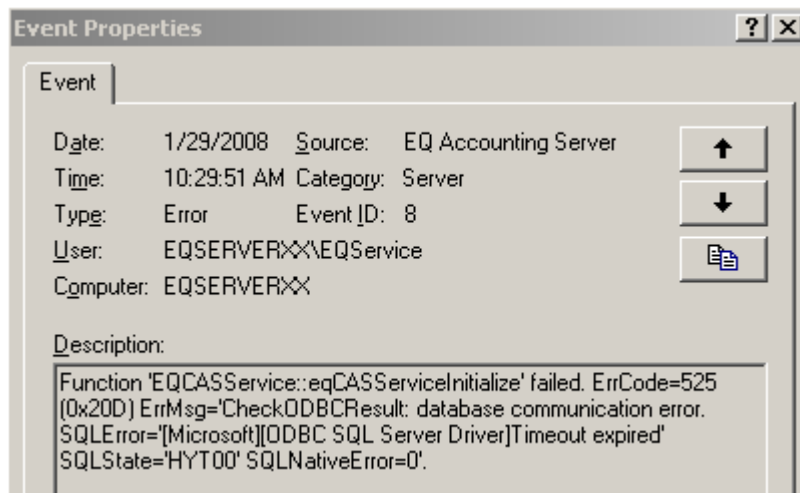 Event Properties
Event
Date: 1/29/2008 Source: EQ Accounting Server
Time: 10:29:51 AM Category: Server
Type: Error Event ID: 8
User: EQSERVERXX\EQService
Computer: EQSERVERXX
Description:
Function 'EQCASService::eqCASServiceInitialize' failed. ErrCode=525
(0x20D) ErrMsg='CheckODBCResult: database communication error.
SQLError='[Microsoft][ODBC SQL Server Driver]Timeout expired'
SQLState='HYT00' SQLNativeError=0'.